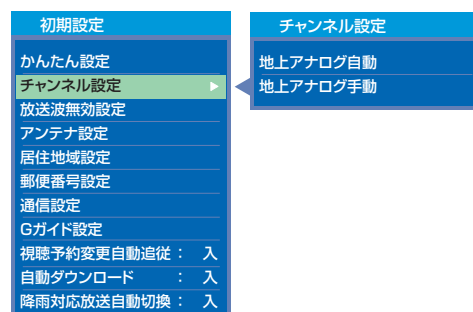 初期設定
かんたん設定
チャンネル設定
放送波無効設定
アンテナ設定
居住地域設定
郵便番号設定
通信設定
Gガイド設定
視聴予約変更自動追従： 入
自動ダウンロード ： 入
降雨対応放送自動切換： 入
チャンネル設定
地上アナログ自動
地上アナログ手動